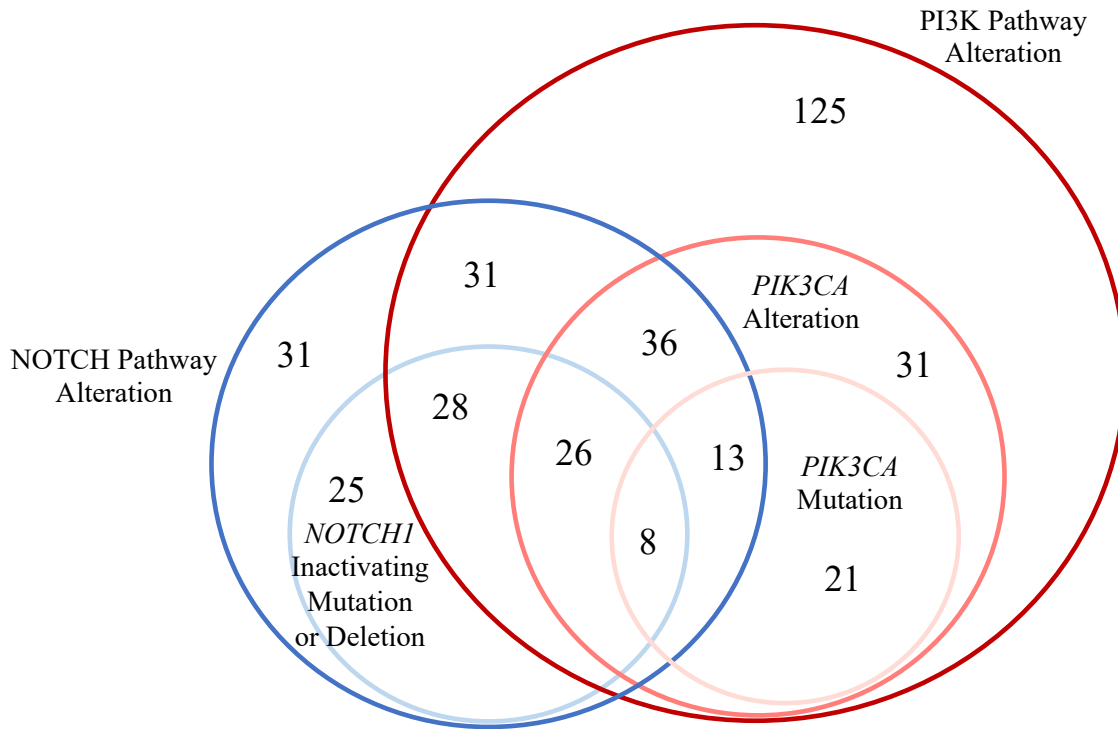 PI3K Pathway
Alteration
125
31
PIK3CA
Alteration
36
31
31
NOTCH Pathway
Alteration
28
26
13
PIK3CA
Mutation
25
NOTCH1
Inactivating
Mutation
or Deletion
8
21